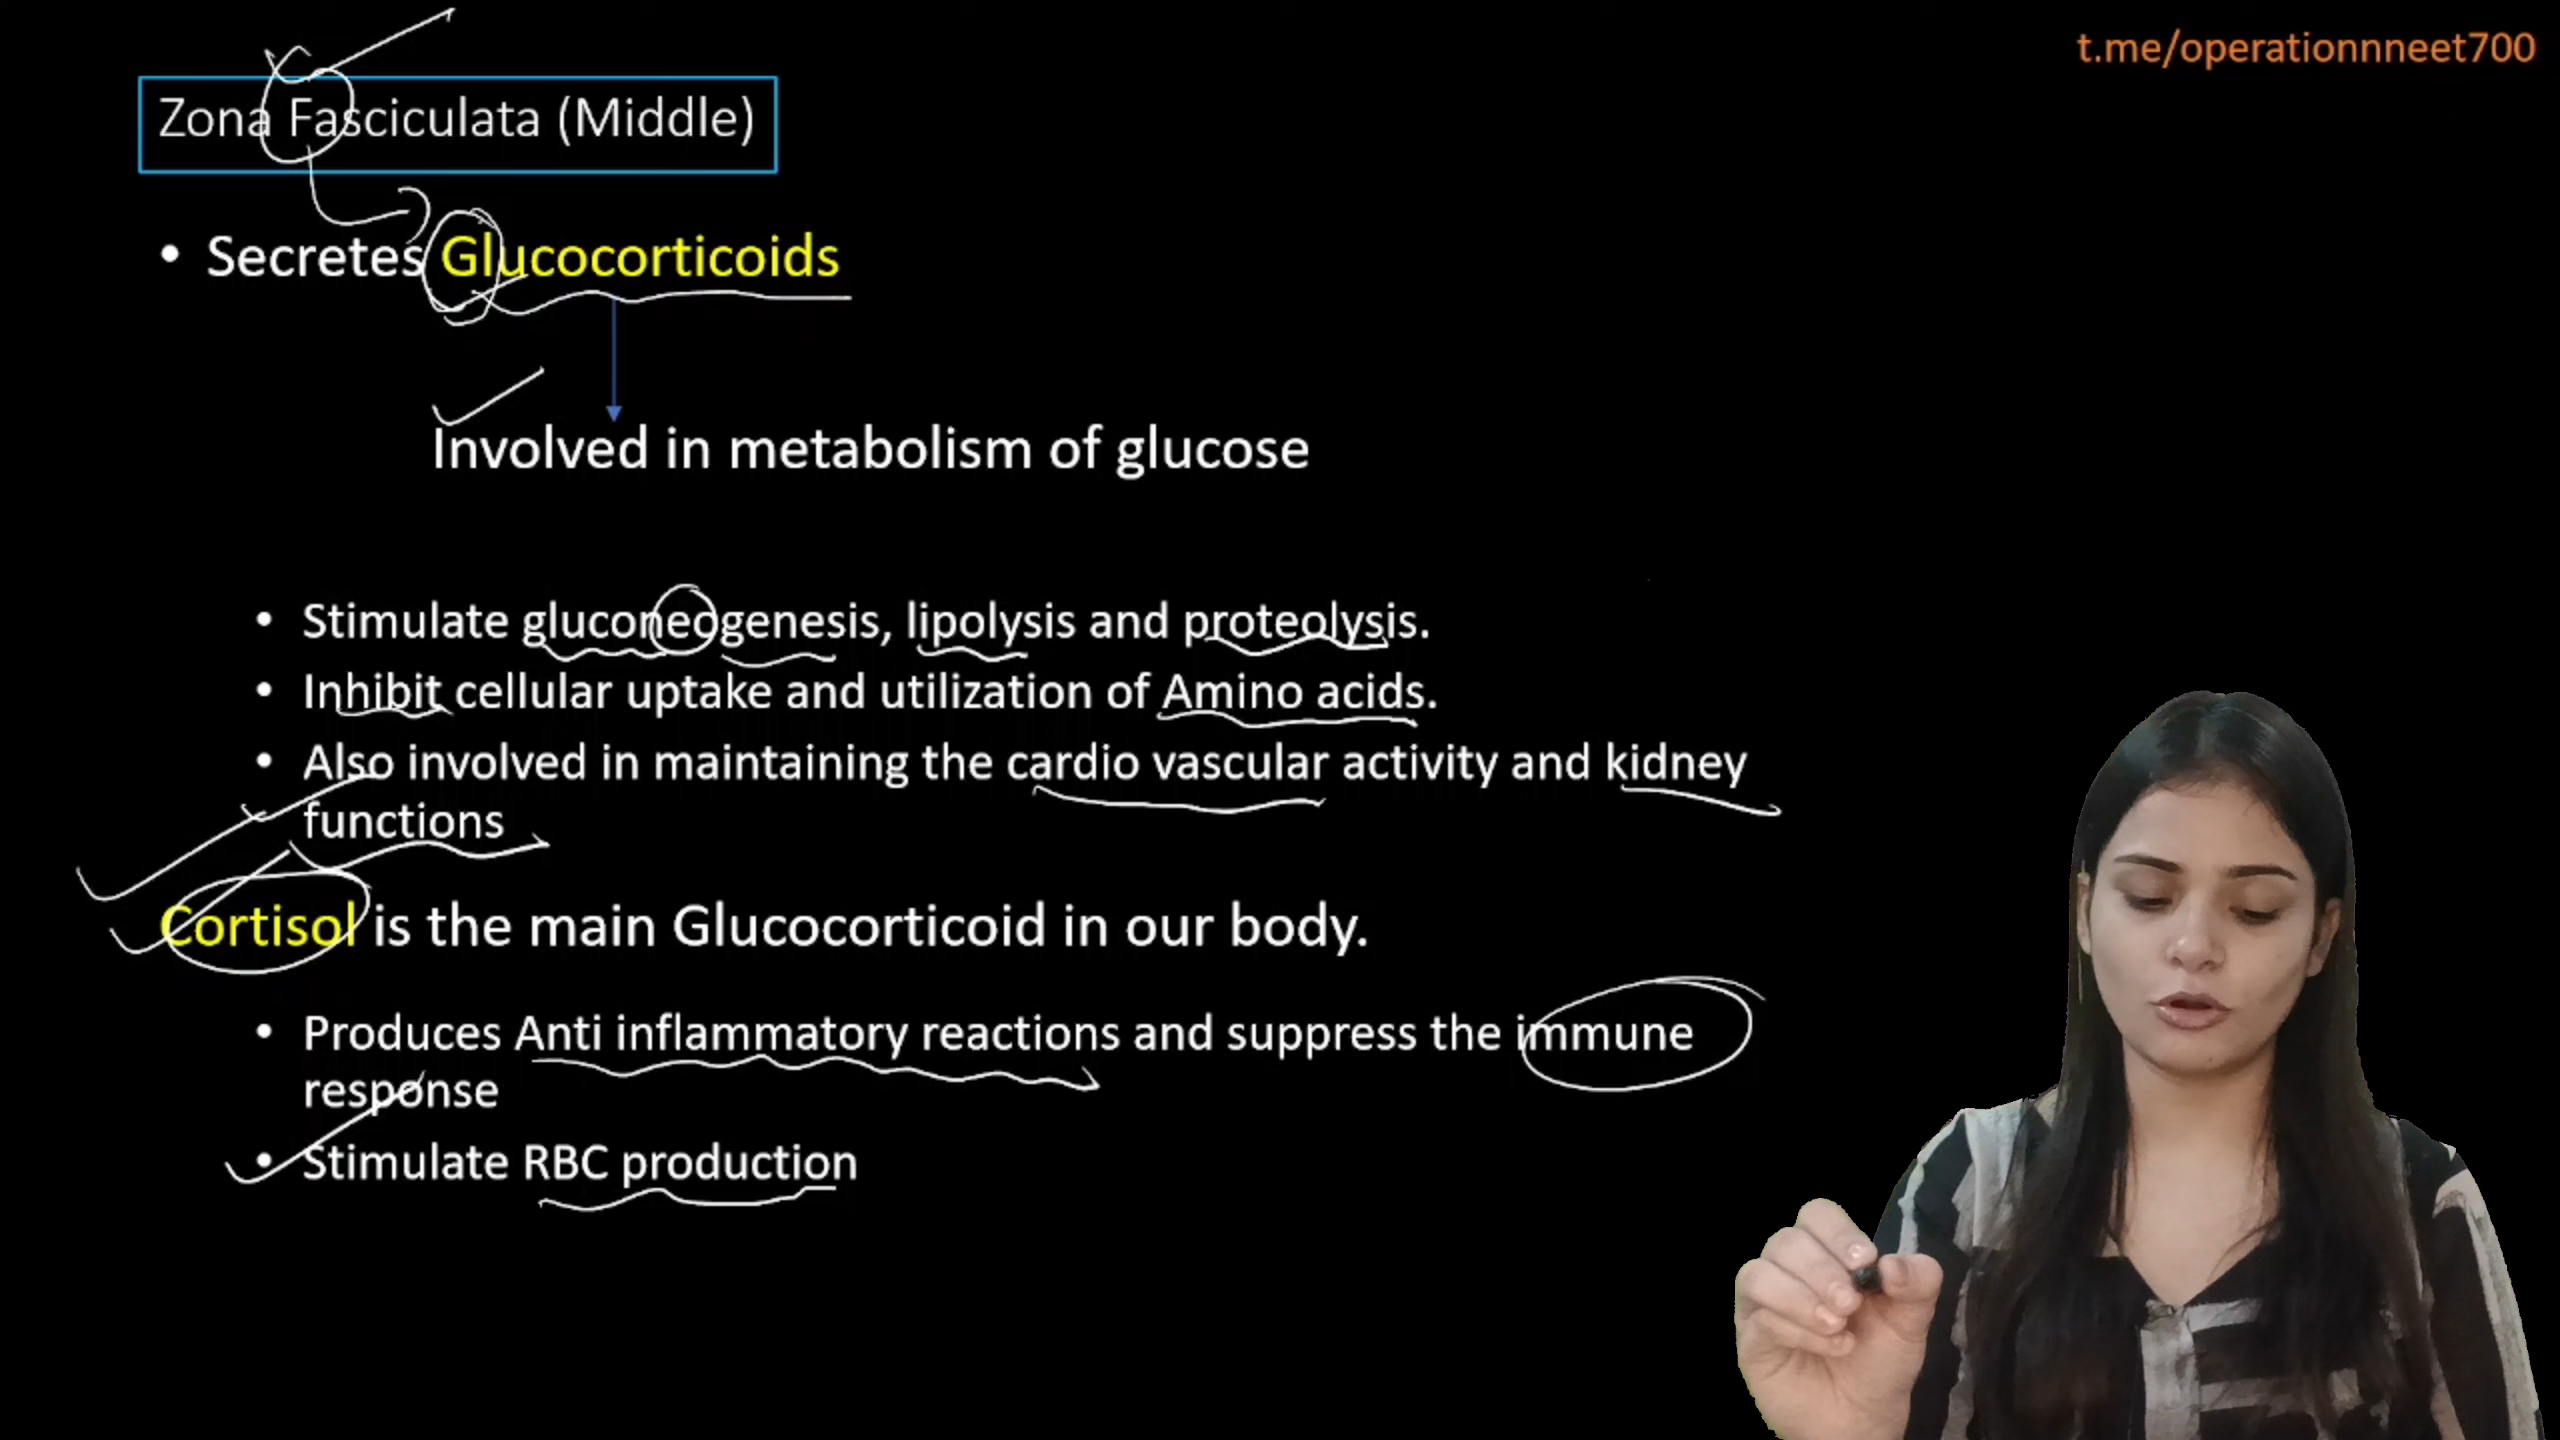 t.me/operationnneet700
Zona Fasciculata (Middle)
• Secretes Glucocorticoids
Involved in metabolism of glucose
• Stimulate gluconeogenesis, lipolysis and proteolysis.
• Inhibit cellular uptake and utilization of Amino acids.
• Also involved in maintaining the cardio vascular activity and kidney
functions
Cortisol is the main Glucocorticoid in our body.
• Produces Anti inflammatory reactions and suppress the immune
response
• Stimulate RBC production